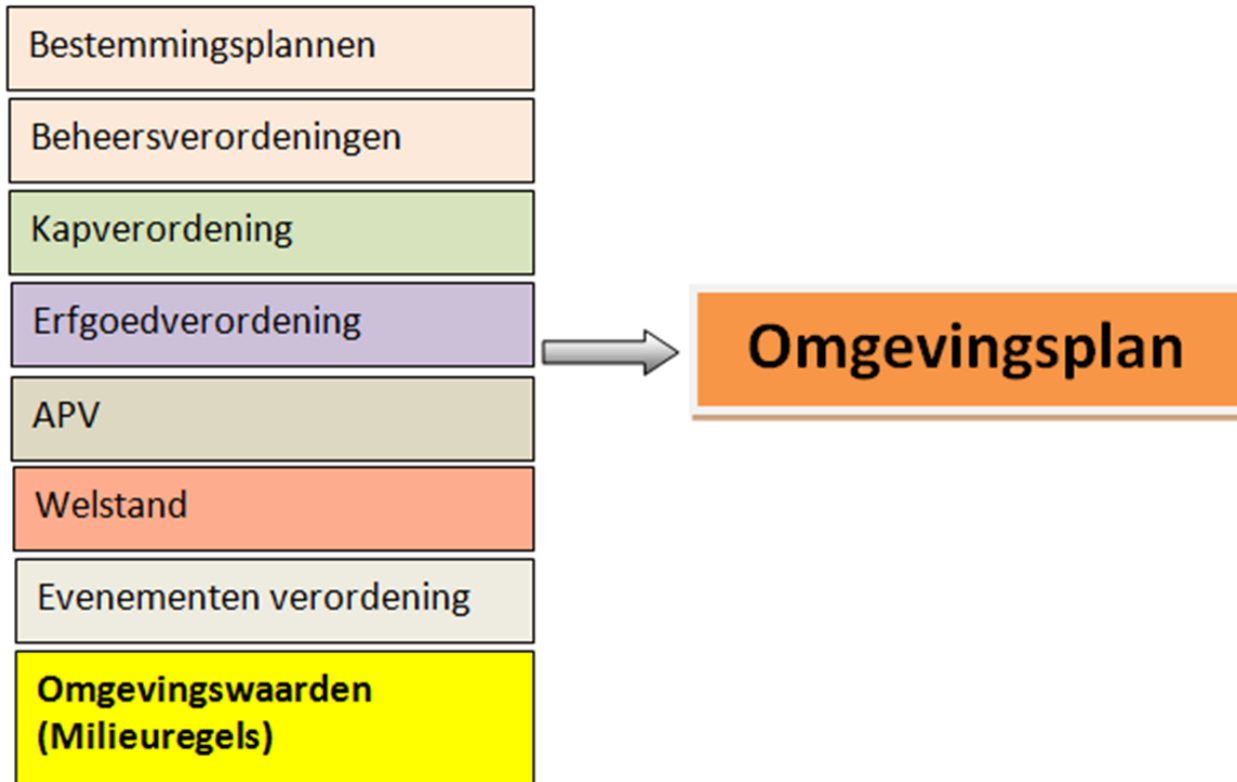 Bestemmingsplannen
Beheersverordeningen
Kapverordening
Erfgoedverordening
APV
Welstand
Evenementen verordening
Omgevingswaarden
(Milieuregels)
Omgevingsplan